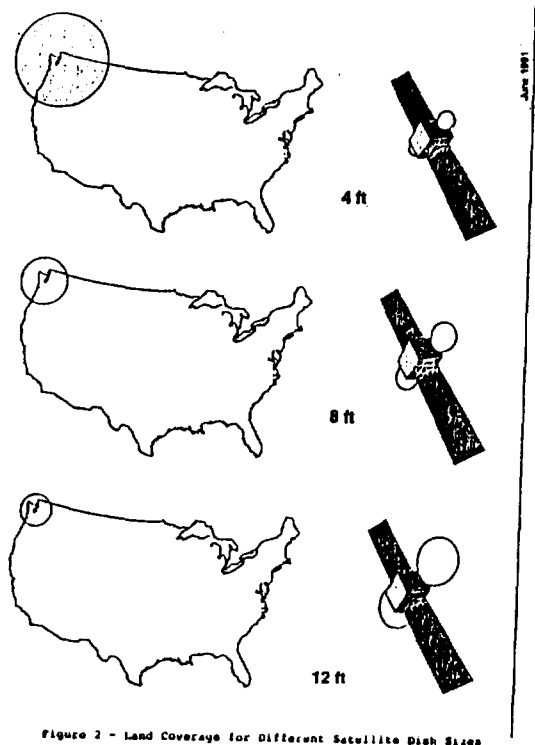 June 1991
4 ft
8 ft
12 ft
Figure 2 - Land Coverage for Different Satellite Dish Sizes